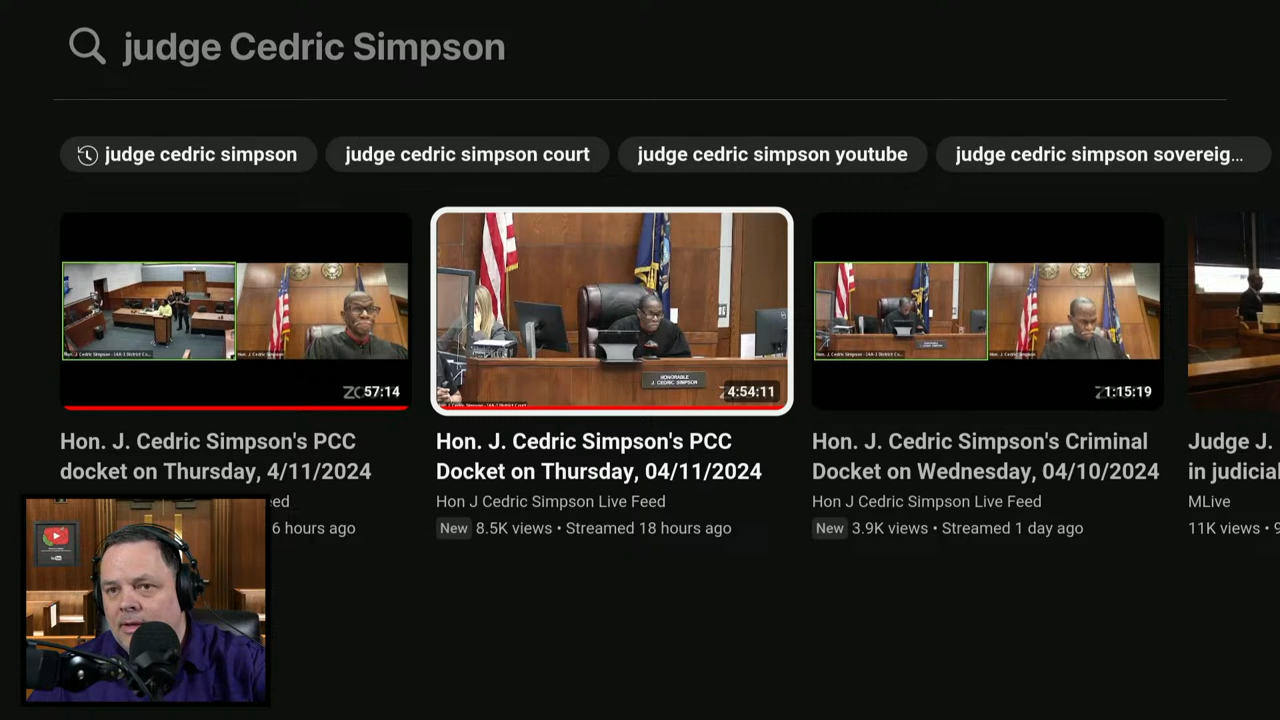 judge Cedric Simpson
judge cedric simpson
judge cedric simpson court
judge cedric simpson youtube
judge cedric simpson sovereig...
57:14
HONORABLE
J. CEDRIC SIMPSON
4:54:11
1:15:19
Hon. J. Cedric Simpson's PCC
docket on Thursday, 4/11/2024
eed
6 hours ago
Hon. J. Cedric Simpson's PCC
Docket on Thursday, 04/11/2024
Hon J Cedric Simpson Live Feed
New 8.5K views • Streamed 18 hours ago
Hon. J. Cedric Simpson's Criminal
Docket on Wednesday, 04/10/2024
Hon J Cedric Simpson Live Feed
New 3.9K views • Streamed 1 day ago
Judge J.
in judicial
MLive
11K views •